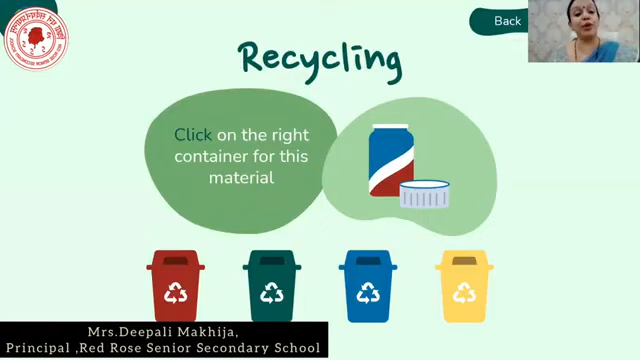 Back
Recycling
Click on the right
container for this
material
Mrs.Deepali Makhija,
Principal ,Red Rose Senior Secondary School